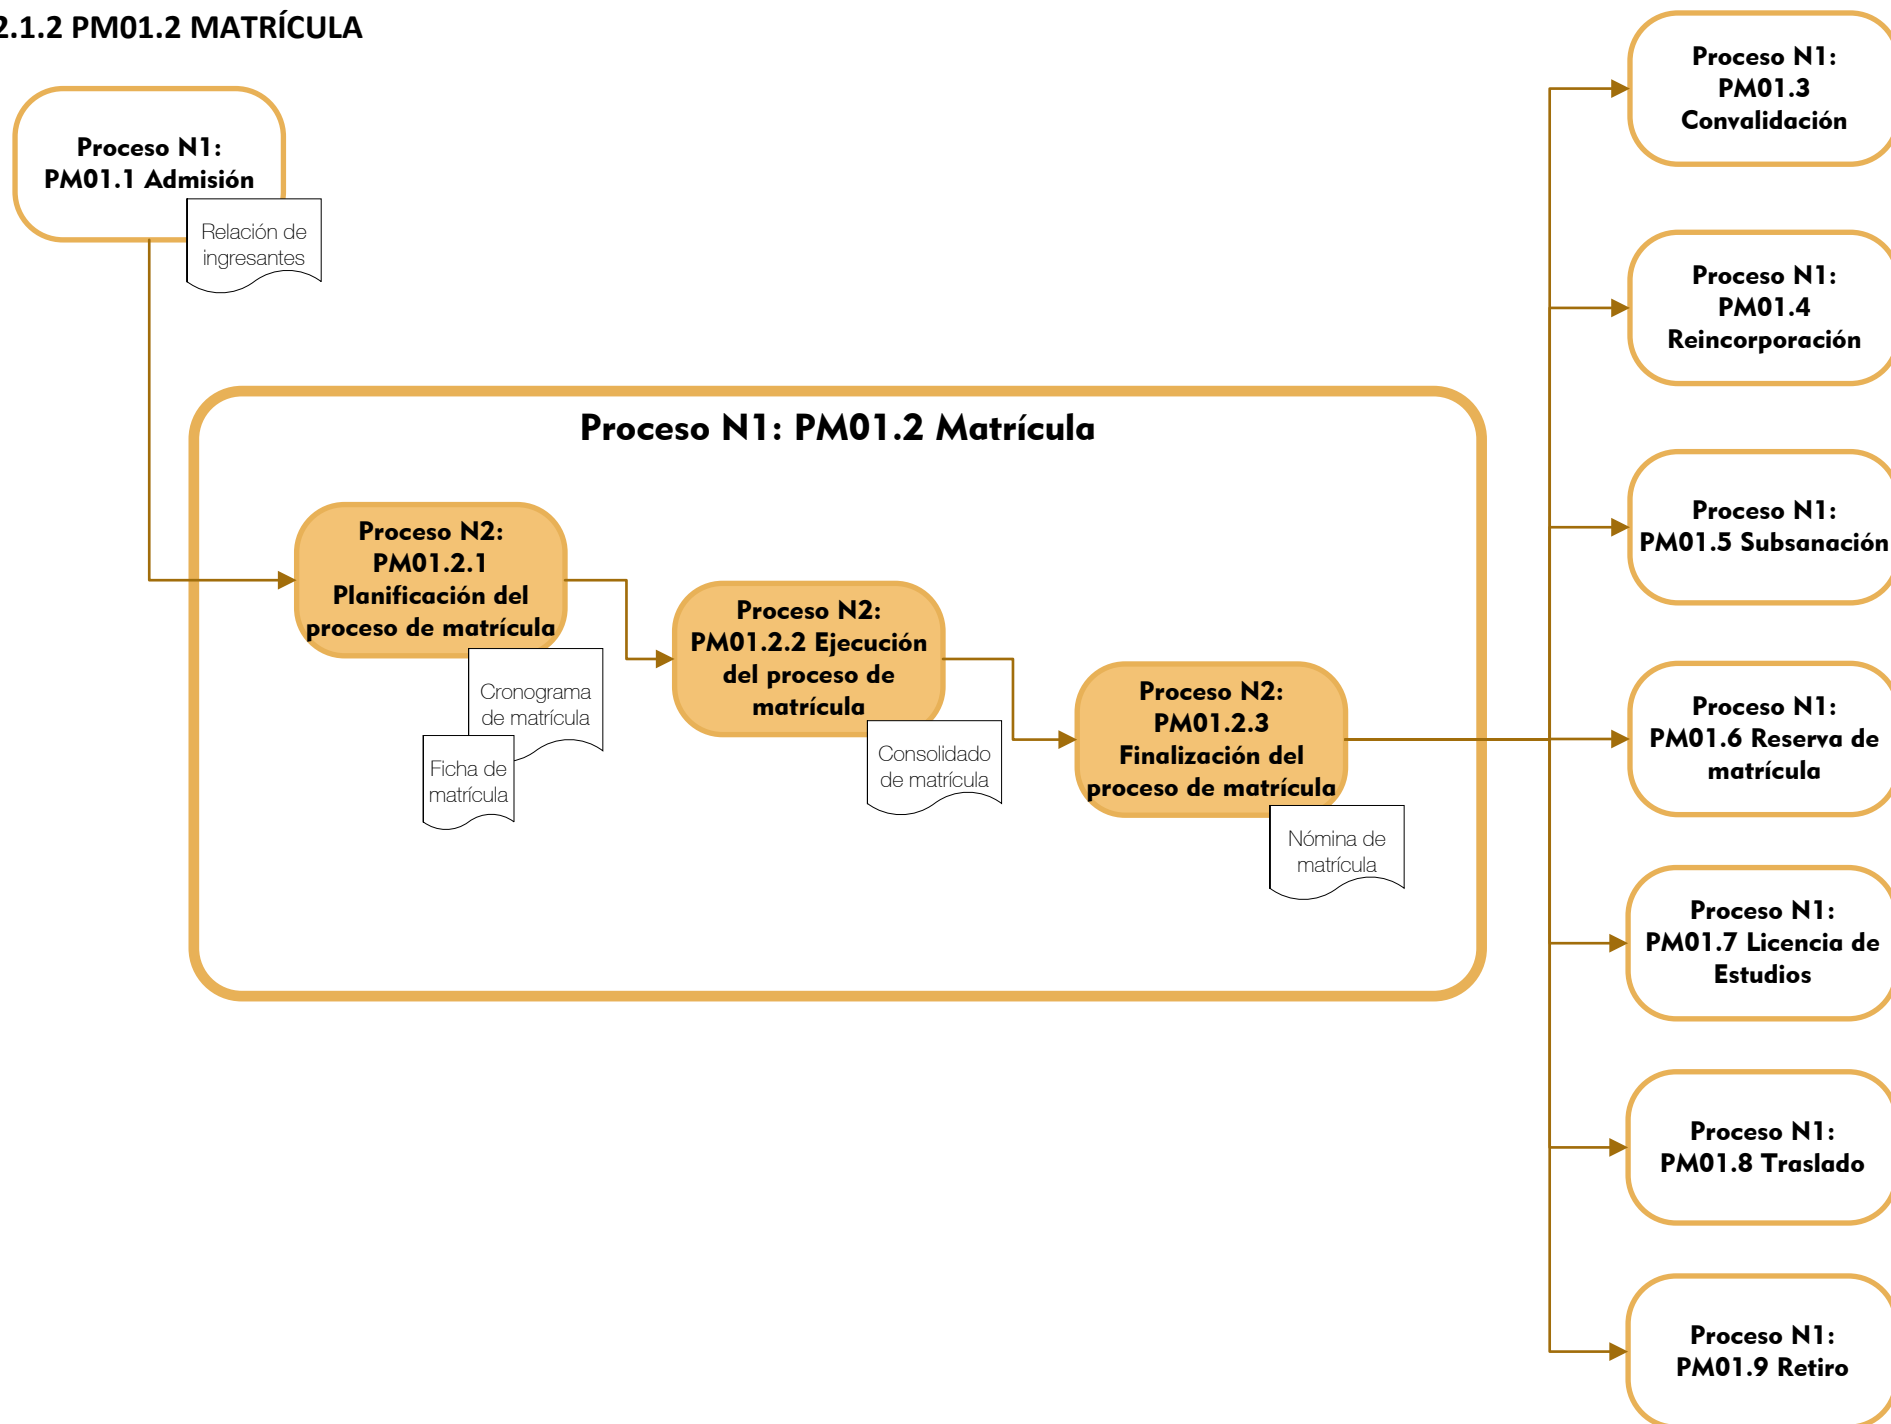 2.1.2 PM01.2 MATRÍCULA
Proceso N1:
PM01.1 Admisión
Relación de
ingresantes
Proceso N1: PM01.2 Matrícula
Proceso N2:
PM01.2.1
Planificación del
proceso de matrícula
Cronograma
de matrícula
Ficha de
matrícula
Proceso N2:
PM01.2.2 Ejecución
del proceso de
matrícula
Consolidado
de matrícula
Proceso N2:
PM01.2.3
Finalización del
proceso de matrícula
Nómina de
matrícula
Proceso N1:
PM01.3
Convalidación
Proceso N1:
PM01.4
Reincorporación
Proceso N1:
PM01.5 Subsanación
Proceso N1:
PM01.6 Reserva de
matrícula
Proceso N1:
PM01.7 Licencia de
Estudios
Proceso N1:
PM01.8 Traslado
Proceso N1:
PM01.9 Retiro